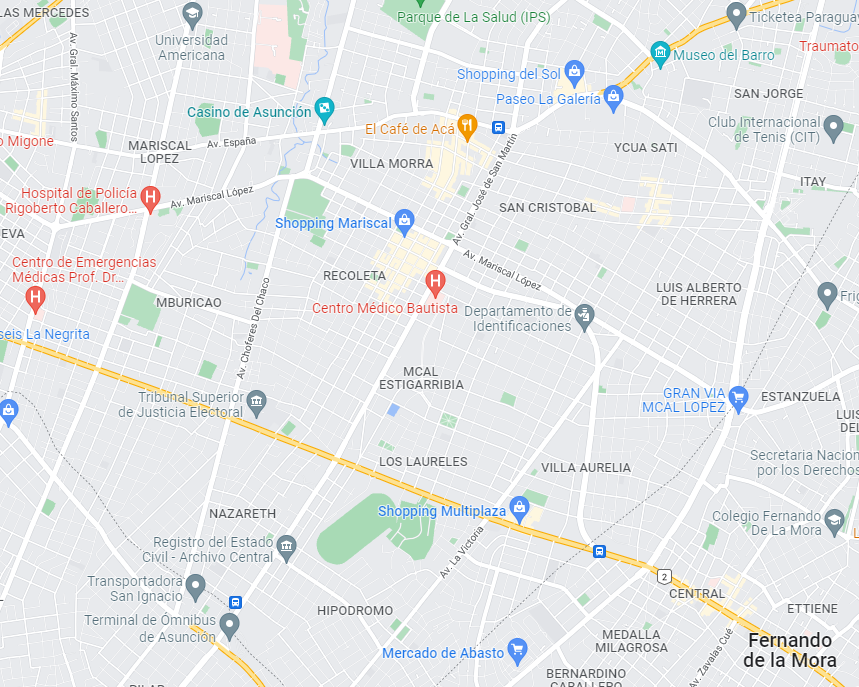 LAS MERCEDES
Parque de La Salud (IPS)
Ticketea Paraguay
Universidad
Americana
Av. Gral. Máximo Santos
Traumato
Museo del Barro
Shopping del Sol
Paseo La Galería
SAN JORGE
Casino de Asunción
El Café de Acá
Club Internacional
de Tenis (CIT)
o Migone
MARISCAL
LOPEZ
Av. España
VILLA MORRA
Av. Gral. José de San Martín
YCUA SATI
ITAY
Hospital de Policía
Rigoberto Caballero...
Av. Mariscal López
SAN CRISTOBAL
Shopping Mariscal
EVA
Centro de Emergencias
Médicas Prof. Dr...
RECOLETA
Av. Mariscal López
LUIS ALBERTO
DE HERRERA
MBURICAO
Av. Choferes Del Chaco
Centro Médico Bautista
Departamento de
Identificaciones
Frig
seis La Negrita
MCAL
ESTIGARRIBIA
Tribunal Superior
de Justicia Electoral
GRAN VIA
MCAL LOPEZ
ESTANZUELA
LUIS
DEL
LOS LAURELES
VILLA AURELIA
Secretaria Nacion
por los Derechos
NAZARETH
Shopping Multiplaza
Colegio Fernando
De La Mora
Registro del Estado
Civil - Archivo Central
Av. La Victoria
2
Transportadora
San Ignacio
CENTRAL
ETTIENE
HIPODROMO
Terminal de Ómnibus
de Asunción
MEDALLA
MILAGROSA
Av. Zavalas Cué
Fernando
de la Mora
Mercado de Abasto
BERNARDINO
CABALLERO
PILAR